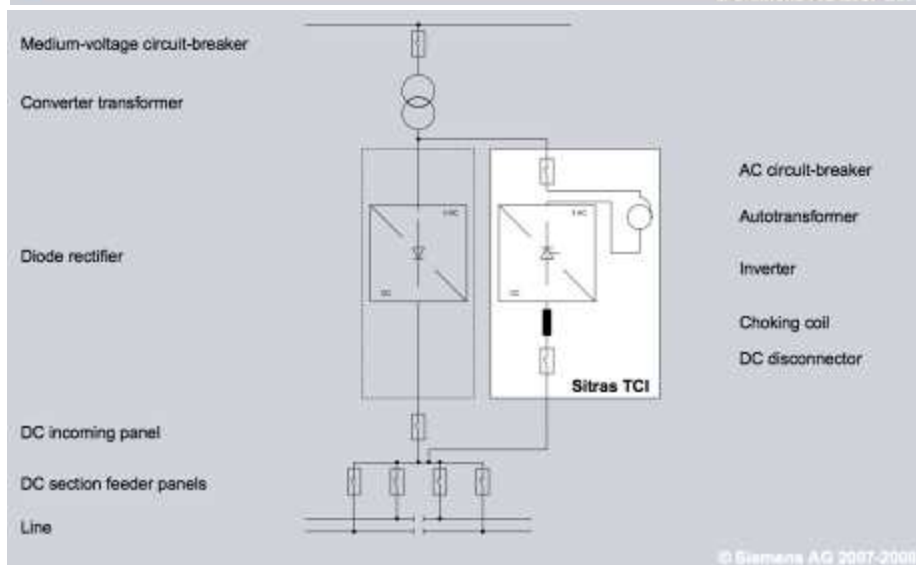 Medium-voltage circuit-breaker
Converter transformer
AC circuit-breaker
Autotransformer
Diode rectifier
Inverter
Choking coil
DC disconnector
Sitras TCI
DC incoming panel
DC section feeder panels
Line
© Siemens AG 2007-2009